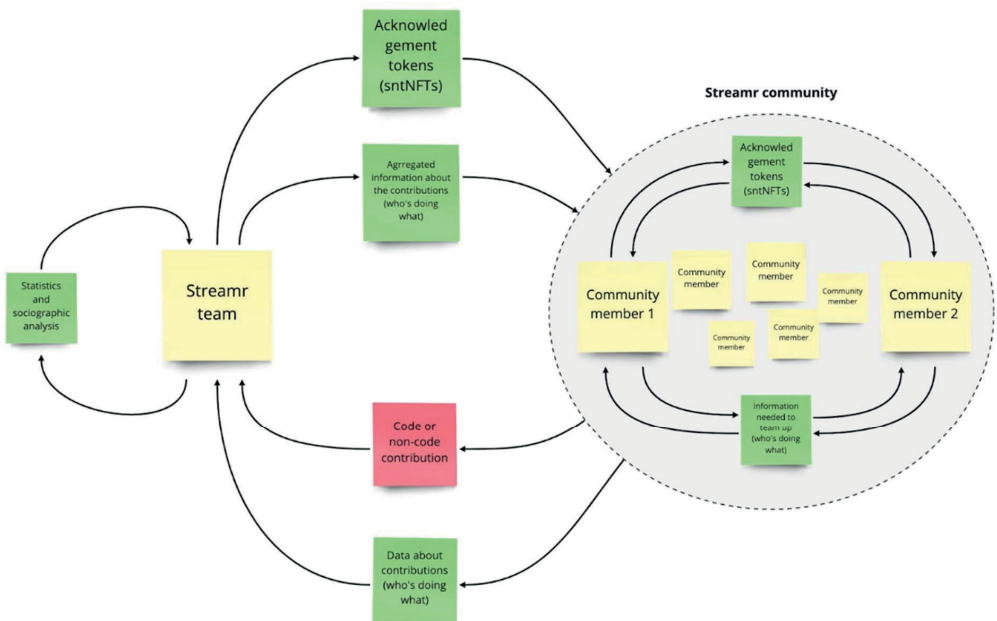 Acknowled
gement
tokens
(sntNFTs)
Agrregated
information about
the contributions
(who's doing
what)
Statistics
and
sociographic
analysis
Streamr
team
Code or
non-code
contribution
Data about
contributions
(who's doing
what)
Streamr community
Acknowled
gement
tokens
(sntNFTs)
Community
member 1
Community
member
Community
member
Community
member
Community
member
Community
member
Community
member 2
Information
needed to
team up
(who's doing
what)